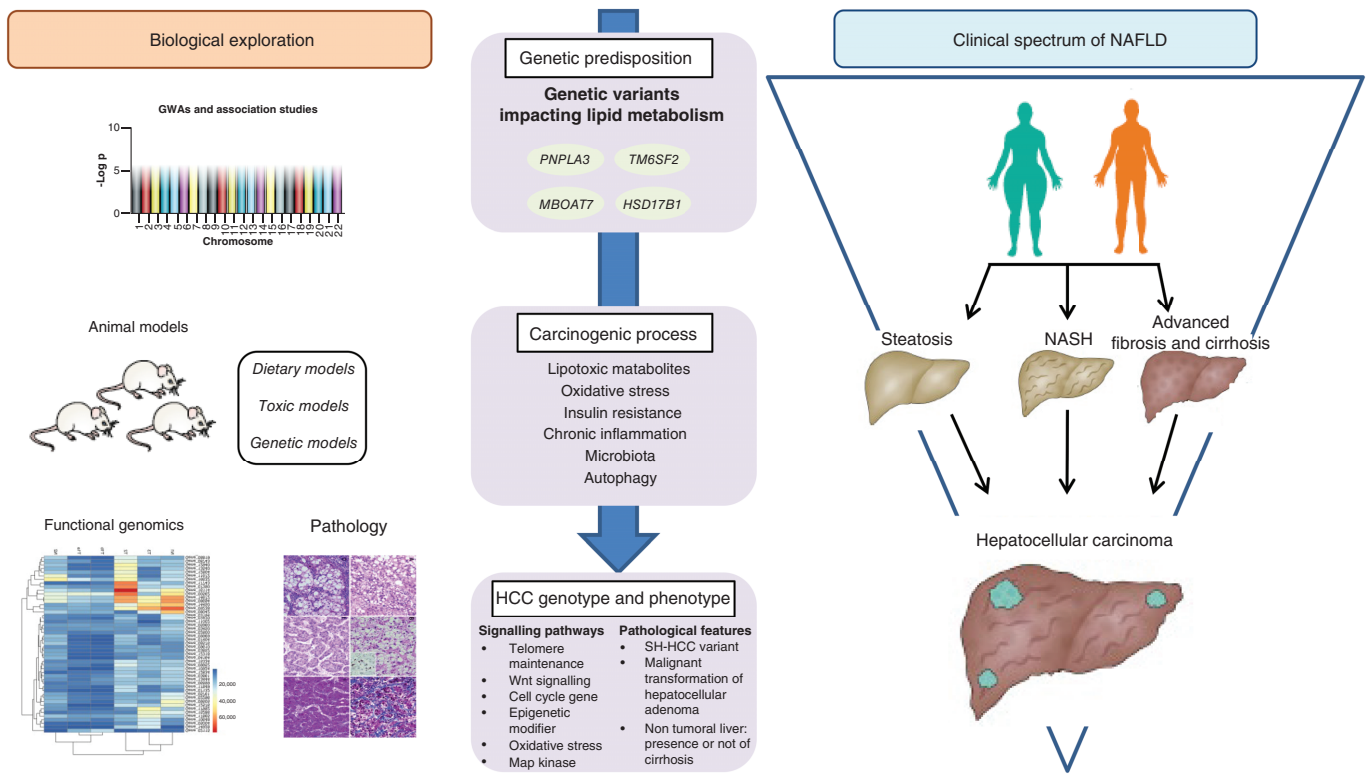 Biological exploration
GWAs and association studies
10
5
0
-Log p
1
2
3
4
5
6
7
8
9
10
11
12
13
14
15
16
17
18
19
20
21
22
Chromosome
Animal models
Dietary models
Toxic models
Genetic models
Functional genomics
20,000
40,000
60,000
Pathology
Genetic predisposition
Genetic variants
impacting lipid metabolism
PNPLA3
TM6SF2
MBOAT7
HSD17B1
Carcinogenic process
Lipotoxic matabolites
Oxidative stress
Insulin resistance
Chronic inflammation
Microbiota
Autophagy
HCC genotype and phenotype
Signalling pathways
• Telomere
maintenance
• Wnt signalling
• Cell cycle gene
• Epigenetic
modifier
• Oxidative stress
• Map kinase
Pathological features
• SH-HCC variant
• Malignant
transformation of
hepatocellular
adenoma
• Non tumoral liver:
presence or not of
cirrhosis
Clinical spectrum of NAFLD
Steatosis
NASH
Advanced
fibrosis and cirrhosis
Hepatocellular carcinoma